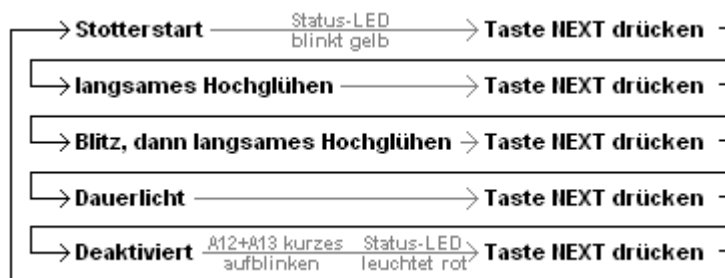 Stotterstart Status-LED blinkt gelb Taste NEXT drücken
langsames Hochglühen Taste NEXT drücken
Blitz, dann langsames Hochglühen Taste NEXT drücken
Dauerlicht Taste NEXT drücken
Deaktiviert A12+A13 kurzes aufblinken Status-LED leuchtet rot Taste NEXT drücken